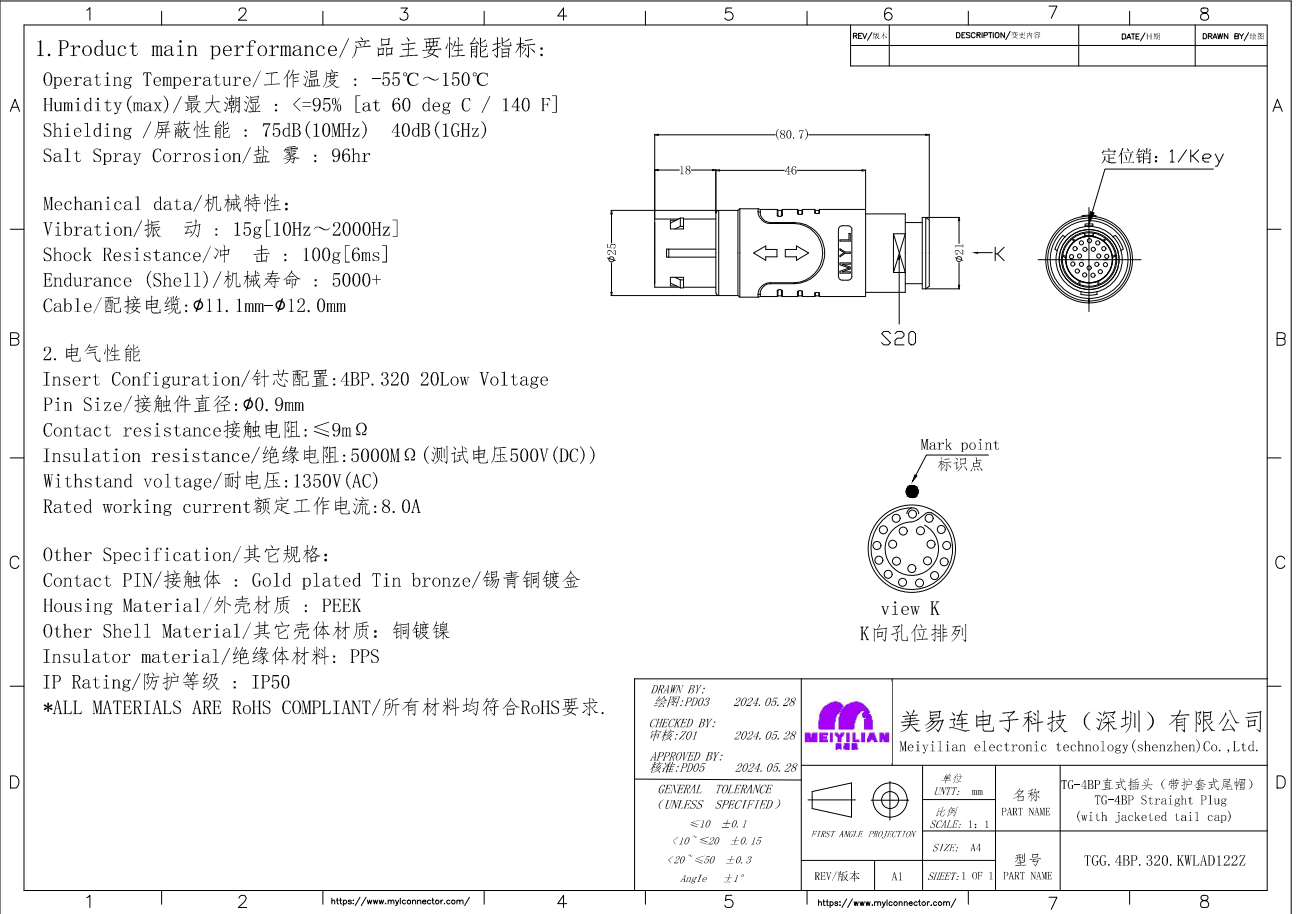 1 2 3 4 5 6 7 8
REV/版本 DESCRIPTION/变更内容 DATE/日期 DRAWN BY/绘图
A A
B B
C C
D D
1.Product main performance/产品主要性能指标:
Operating Temperature/工作温度 : -55℃～150℃
Humidity(max)/最大潮湿 : <=95% [at 60 deg C / 140 F]
Shielding /屏蔽性能 : 75dB(10MHz) 40dB(1GHz)
Salt Spray Corrosion/盐 雾 : 96hr
Mechanical data/机械特性:
Vibration/振 动 : 15g[10Hz～2000Hz]
Shock Resistance/冲 击 : 100g[6ms]
Endurance (Shell)/机械寿命 : 5000+
Cable/配接电缆:Φ11.1mm-Φ12.0mm
2.电气性能
Insert Configuration/针芯配置:4BP.320 20Low Voltage
Pin Size/接触件直径:Φ0.9mm
Contact resistance接触电阻:≤9mΩ
Insulation resistance/绝缘电阻:5000MΩ(测试电压500V(DC))
Withstand voltage/耐电压:1350V(AC)
Rated working current额定工作电流:8.0A
Other Specification/其它规格:
Contact PIN/接触体 : Gold plated Tin bronze/锡青铜镀金
Housing Material/外壳材质 : PEEK
Other Shell Material/其它壳体材质: 铜镀镍
Insulator material/绝缘体材料: PPS
IP Rating/防护等级 : IP50
*ALL MATERIALS ARE RoHS COMPLIANT/所有材料均符合RoHS要求.
(80.7)
18
46
Φ25
MYL
Φ21
K
S20
定位销: 1/Key
Mark point
标识点
view K
K向孔位排列
DRAWN BY:
绘图:PD03 2024.05.28
CHECKED BY:
审核:Z01 2024.05.28
APPROVED BY:
核准:PD05 2024.05.28
GENERAL TOLERANCE
(UNLESS SPECIFIED)
≤10 ±0.1
<10~≤20 ±0.15
<20~≤50 ±0.3
Angle ±1°
MEIYILIAN
美易连
美易连电子科技（深圳）有限公司
Meiyilian electronic technology(shenzhen)Co.,Ltd.
FIRST ANGLE PROJECTION
REV/版本 A1
单位
UNTT: mm
比例
SCALE: 1: 1
SIZE: A4
SHEET:1 OF 1
名称
PART NAME
TG-4BP直式插头（带护套式尾帽）
TG-4BP Straight Plug
(with jacketed tail cap)
型号
PART NAME
TGG.4BP.320.KWLAD122Z
1 2 https://www.mylconnector.com/ 4 5 https://www.mylconnector.com/ 7 8